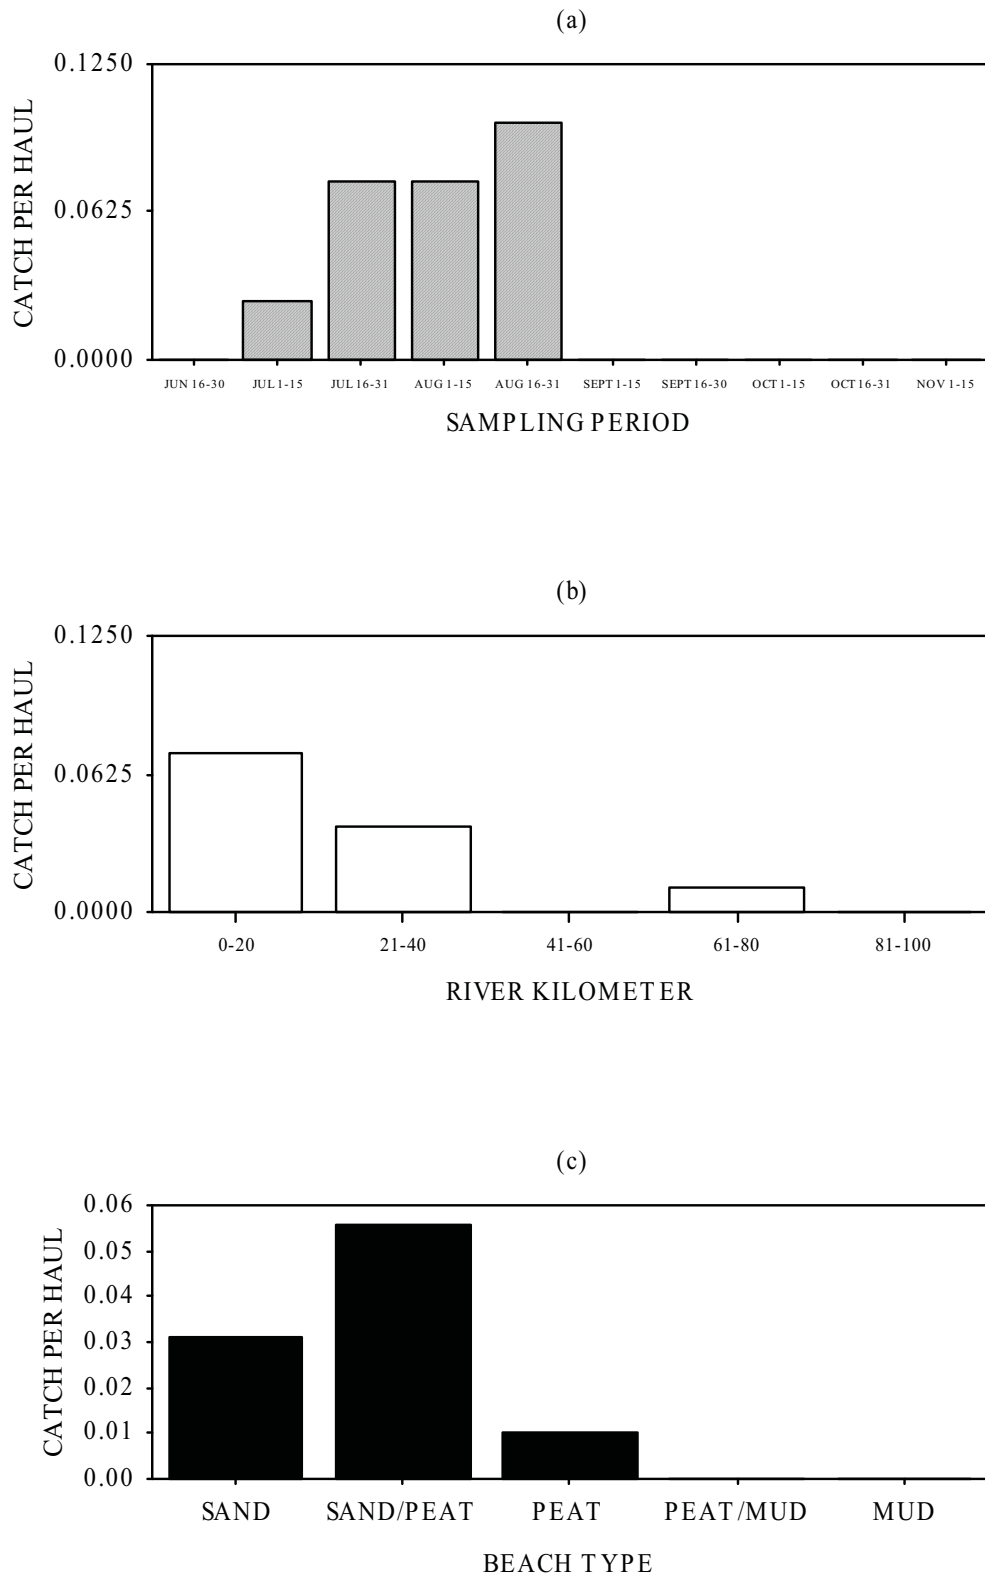 (a)
CATCH PER HAUL
0.1250
0.0625
0.0000
JUN 16-30 JUL 1-15 JUL 16-31 AUG 1-15 AUG 16-31 SEPT 1-15 SEPT 16-30 OCT 1-15 OCT 16-31 NOV 1-15
SAMPLING PERIOD
(b)
CATCH PER HAUL
0.1250
0.0625
0.0000
0-20 21-40 41-60 61-80 81-100
RIVER KILOMETER
(c)
CATCH PER HAUL
0.06
0.05
0.04
0.03
0.02
0.01
0.00
SAND SAND/PEAT PEAT PEAT/MUD MUD
BEACH TYPE